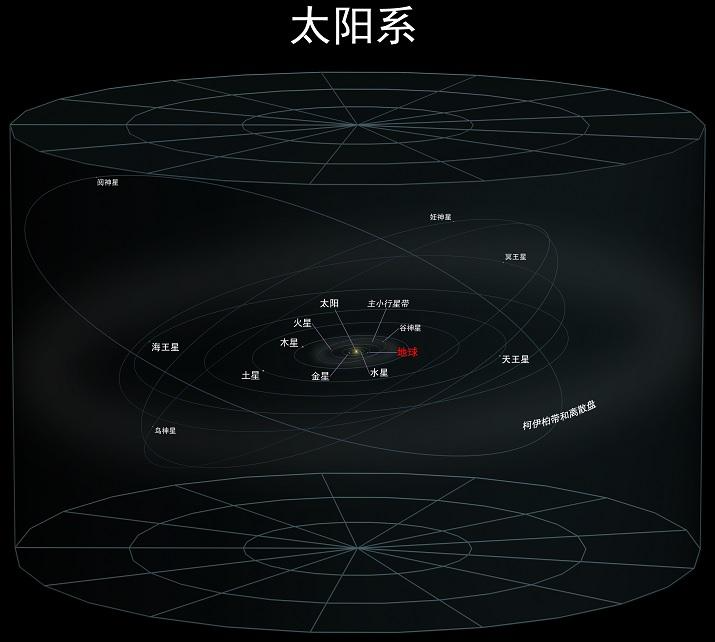 太阳系
阋神星
妊神星
冥王星
太阳
主小行星带
火星
谷神星
木星
海王星
地球
天王星
土星
金星
水星
柯伊柏带和离散盘
鸟神星